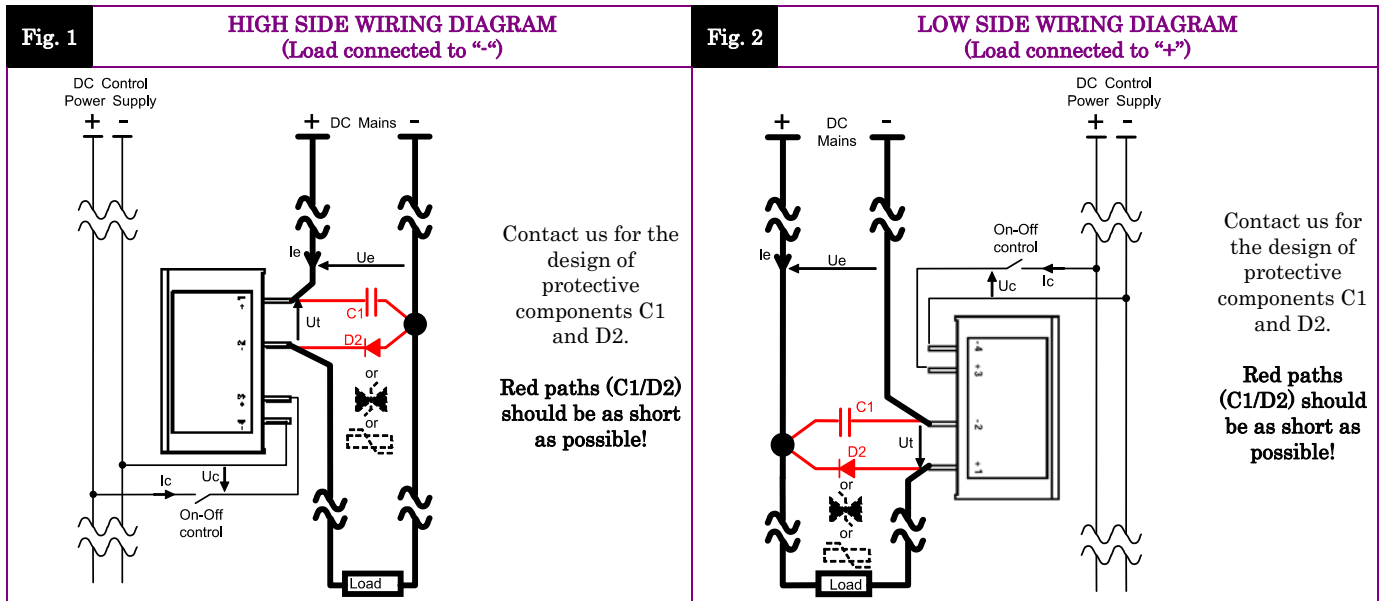 Fig. 1
HIGH SIDE WIRING DIAGRAM
(Load connected to “-“)
DC Control
Power Supply
+ -
+ DC Mains -
Ie
Ue
C1
Ut
D2
or
or
1 +
2 -
3 +
4 -
Uc
Ic
On-Off
control
Load
Contact us for the
design of
protective
components C1
and D2.
Red paths (C1/D2)
should be as short
as possible!
Fig. 2
LOW SIDE WIRING DIAGRAM
(Load connected to “+”)
DC Control
Power Supply
+ -
+ DC -
Mains
On-Off
control
Ie
Ue
Uc
Ic
-4
+3
-2
+1
C1
Ut
D2
or
or
Load
Contact us for
the design of
protective
components C1
and D2.
Red paths
(C1/D2) should
be as short as
possible!